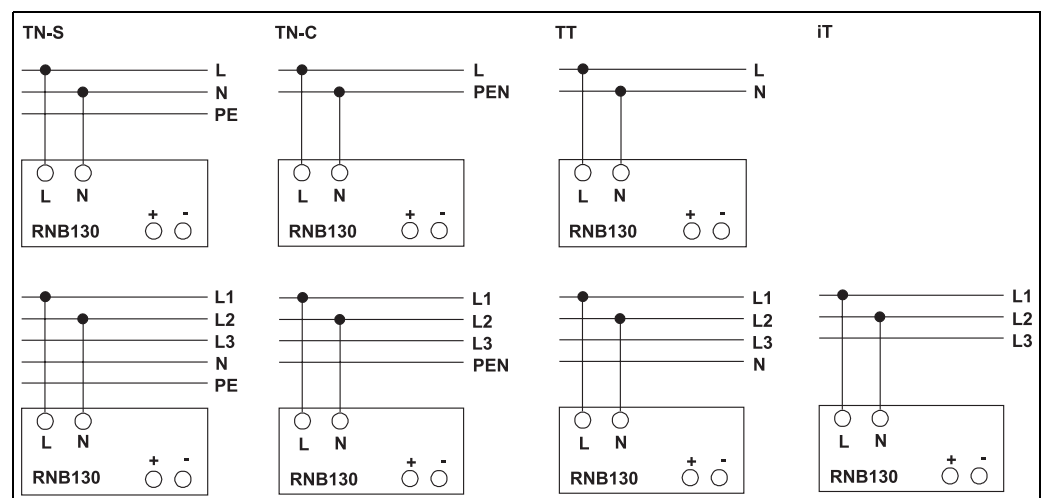 TN-S
L
N
PE
L N
+ -
RNB130
TN-C
L
PEN
L N
+ -
RNB130
TT
L
N
L N
+ -
RNB130
iT
L1
L2
L3
N
PE
L N
+ -
RNB130
L1
L2
L3
PEN
L N
+ -
RNB130
L1
L2
L3
N
L N
+ -
RNB130
L1
L2
L3
L N
+ -
RNB130